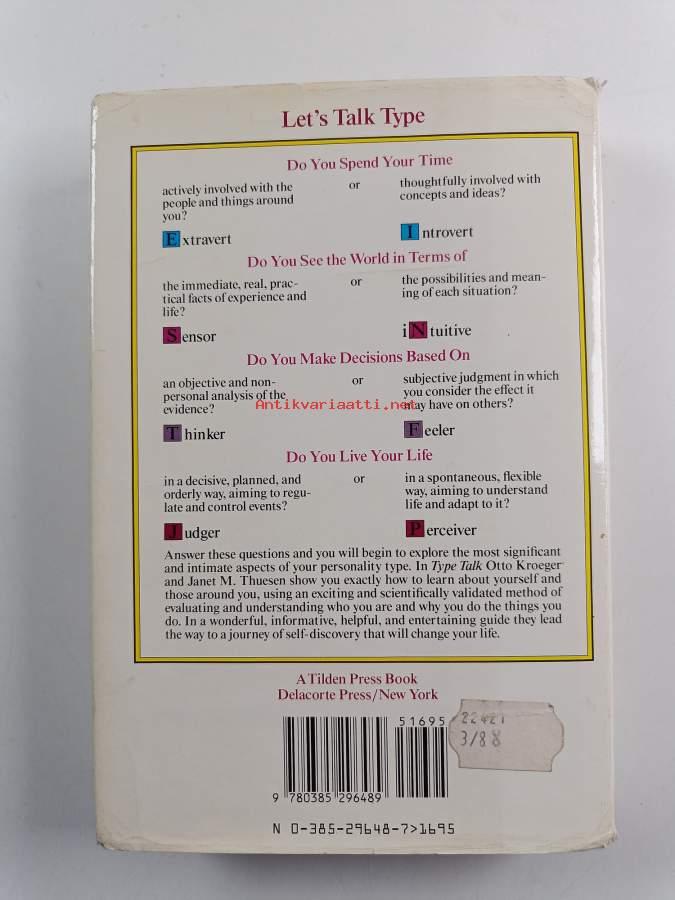 Let's Talk Type
Do You Spend Your Time
actively involved with the
people and things around
you?
or
thoughtfully involved with
concepts and ideas?
Extravert
Introvert
Do You See the World in Terms of
the immediate, real, prac-
tical facts of experience and
life?
or
the possibilities and mean-
ing of each situation?
Sensor
iNtuitive
Do You Make Decisions Based On
an objective and non-
personal analysis of the
evidence?
or
subjective judgment in which
you consider the effect it
may have on others?
Antikvariaatti.net
Thinker
Feeler
Do You Live Your Life
in a decisive, planned, and
orderly way, aiming to regu-
late and control events?
or
in a spontaneous, flexible
way, aiming to understand
life and adapt to it?
Judger
Perceiver
Answer these questions and you will begin to explore the most significant
and intimate aspects of your personality type. In Type Talk Otto Kroeger
and Janet M. Thuesen show you exactly how to learn about yourself and
those around you, using an exciting and scientifically validated method of
evaluating and understanding who you are and why you do the things you
do. In a wonderful, informative, helpful, and entertaining guide they lead
the way to a journey of self-discovery that will change your life.
A Tilden Press Book
Delacorte Press/New York
51695
3/88
9 780385 296489
N 0-385-29648-7>1695